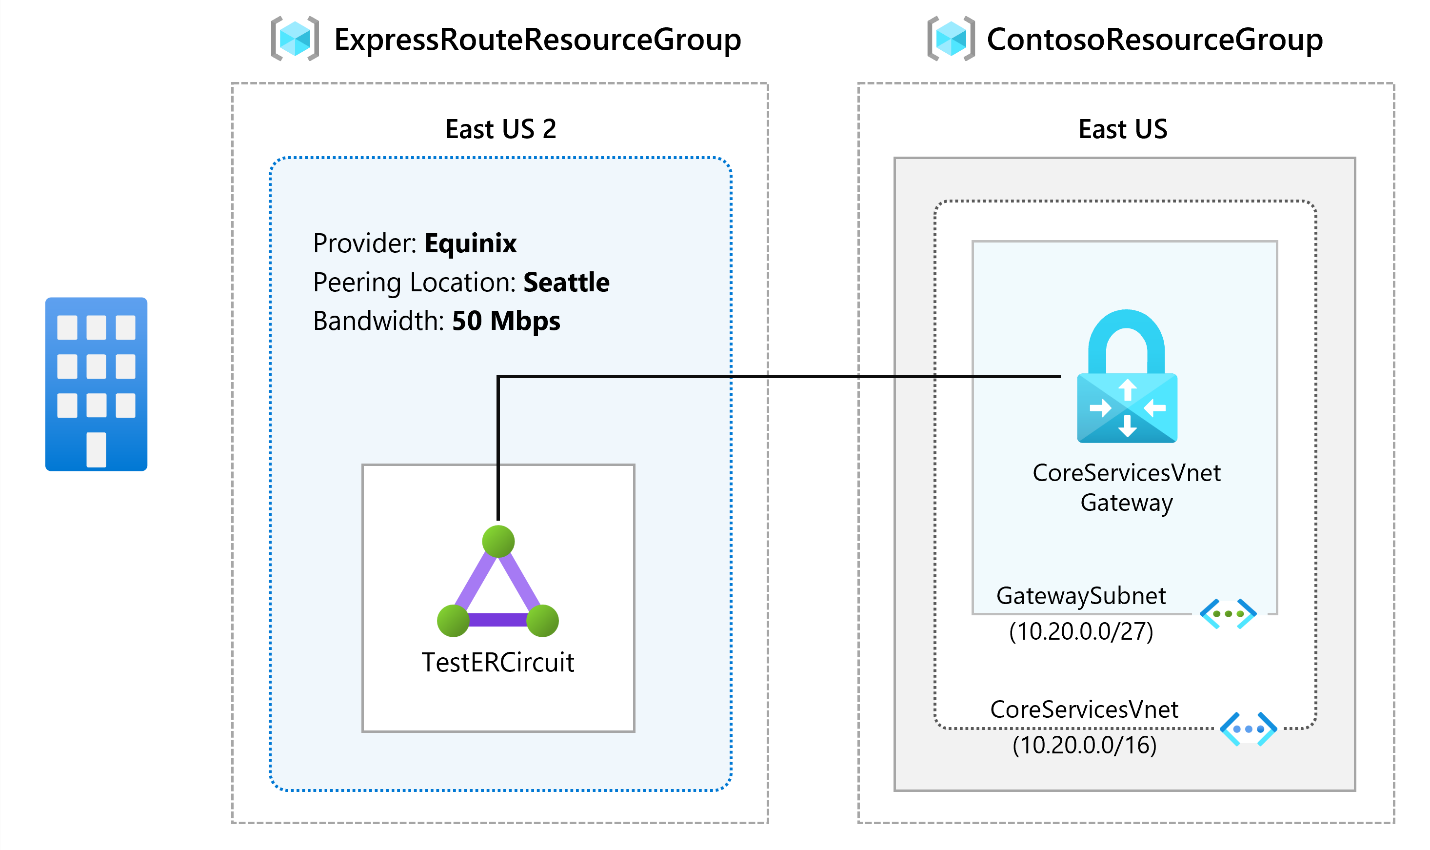 ExpressRouteResourceGroup
ContosoResourceGroup
East US 2
East US
Provider: Equinix
Peering Location: Seattle
Bandwidth: 50 Mbps
TestERCircuit
CoreServicesVnet
Gateway
GatewaySubnet
(10.20.0.0/27)
CoreServicesVnet
(10.20.0.0/16)